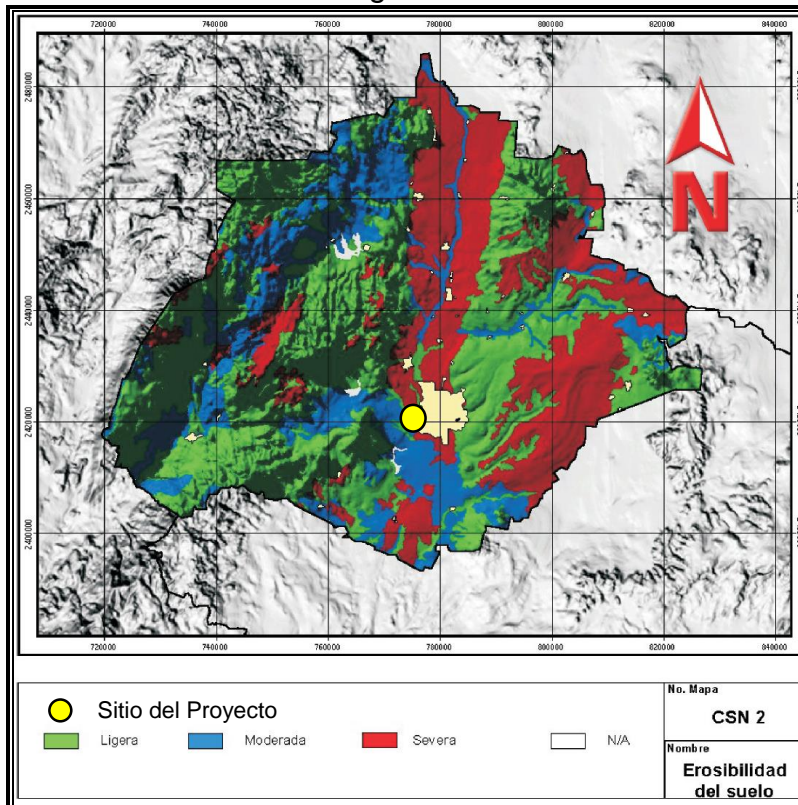 720000 740000 760000 780000 800000 820000 840000
2480000
2460000
2440000
2420000
2400000
N
720000 740000 760000 780000 800000 820000 840000
Sitio del Proyecto
Ligera Moderada Severa N/A
No. Mapa
CSN 2
Nombre
Erosibilidad
del suelo